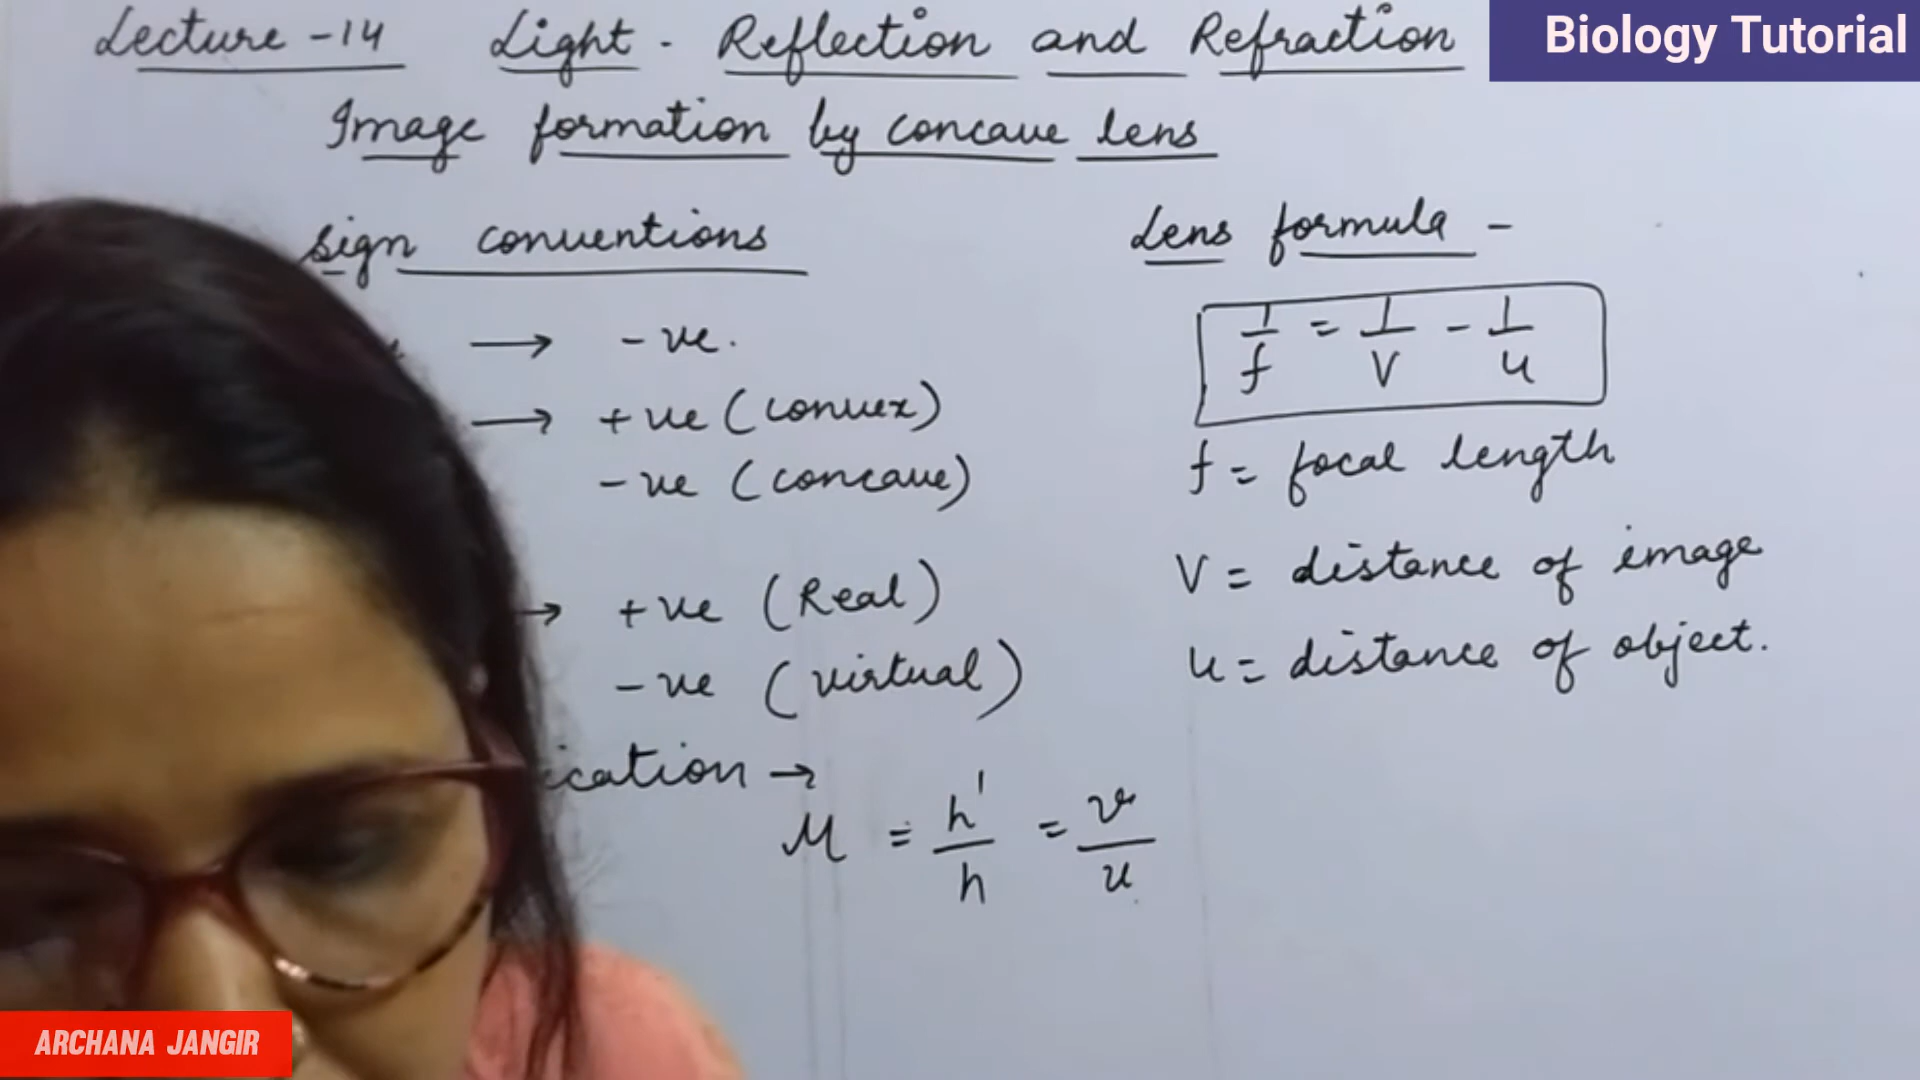 Lecture - 14 Light - Reflection and Refraction
Biology Tutorial
Image formation by concave lens
sign conventions
→ - ve.
→ + ve (convex)
- ve (concave)
→ + ve (Real)
- ve (virtual)
ication →
M = h'/h = v/u
Lens formula -
1/f = 1/V - 1/u
f = focal length
V = distance of image
u = distance of object.
ARCHANA JANGIR